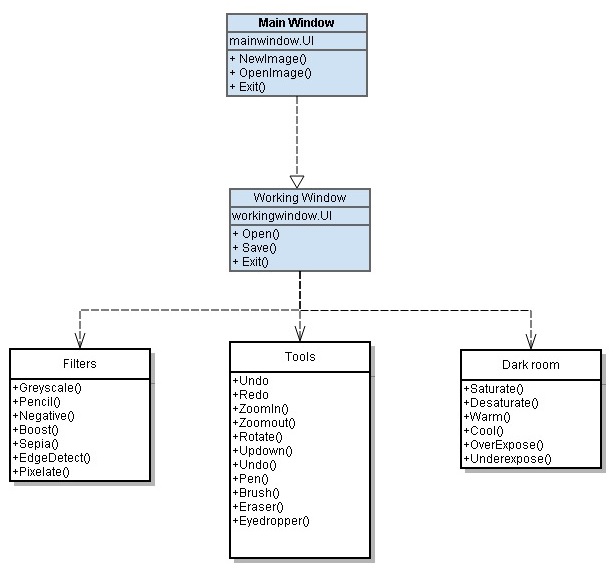 Main Window
mainwindow.UI
+ NewImage()
+ OpenImage()
+ Exit()
Working Window
workingwindow.UI
+ Open()
+ Save()
+ Exit()
Filters
+Greyscale()
+Pencil()
+Negative()
+Boost()
+Sepia()
+EdgeDetect()
+Pixelate()
Tools
+Undo
+Redo
+ZoomIn()
+Zoomout()
+Rotate()
+Updown()
+Undo()
+Pen()
+Brush()
+Eraser()
+Eyedropper()
Dark room
+Saturate()
+Desaturate()
+Warm()
+Cool()
+OverExpose()
+Underexpose()